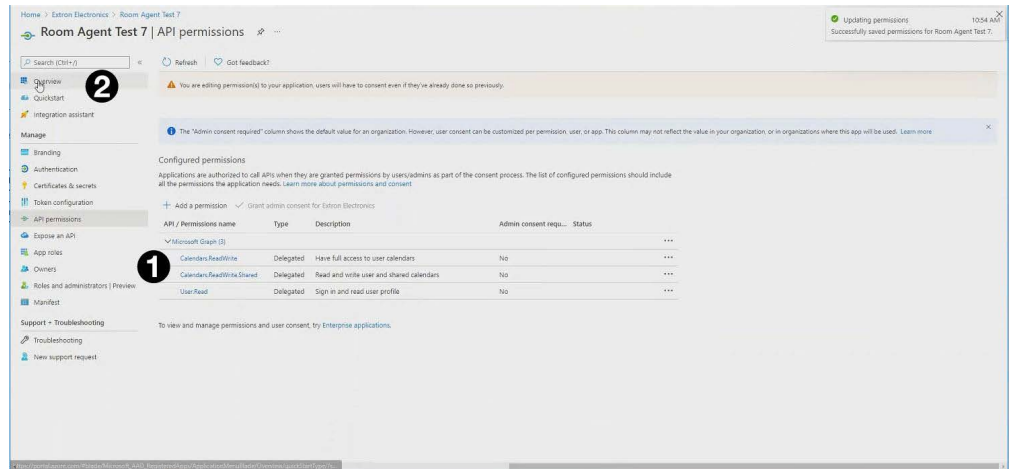 Home > Extron Electronics > Room Agent Test 7
Room Agent Test 7 | API permissions
Updating permissions 10:54 AM
Successfully saved permissions for Room Agent Test 7.
Search (Ctrl+/)
Refresh
Got feedback?
Overview
2
Quickstart
Integration assistant
You are editing permission(s) to your application, users will have to consent even if they've already done so previously.
The "Admin consent required" column shows the default value for an organization. However, user consent can be customized per permission, user, or app. This column may not reflect the value in your organization, or in organizations where this app will be used. Learn more
Manage
Branding
Authentication
Certificates & secrets
Token configuration
API permissions
Expose an API
App roles
Owners
Roles and administrators | Preview
Manifest
Support + Troubleshooting
Troubleshooting
New support request
Configured permissions
Applications are authorized to call APIs when they are granted permissions by users/admins as part of the consent process. The list of configured permissions should include
all the permissions the application needs. Learn more about permissions and consent
Add a permission Grant admin consent for Extron Electronics
API / Permissions name Type Description Admin consent requ... Status
Microsoft Graph (3) ...
1
Calendars.ReadWrite Delegated Have full access to user calendars No ...
Calendars.ReadWrite.Shared Delegated Read and write user and shared calendars No ...
User.Read Delegated Sign in and read user profile No ...
To view and manage permissions and user consent, try Enterprise applications.